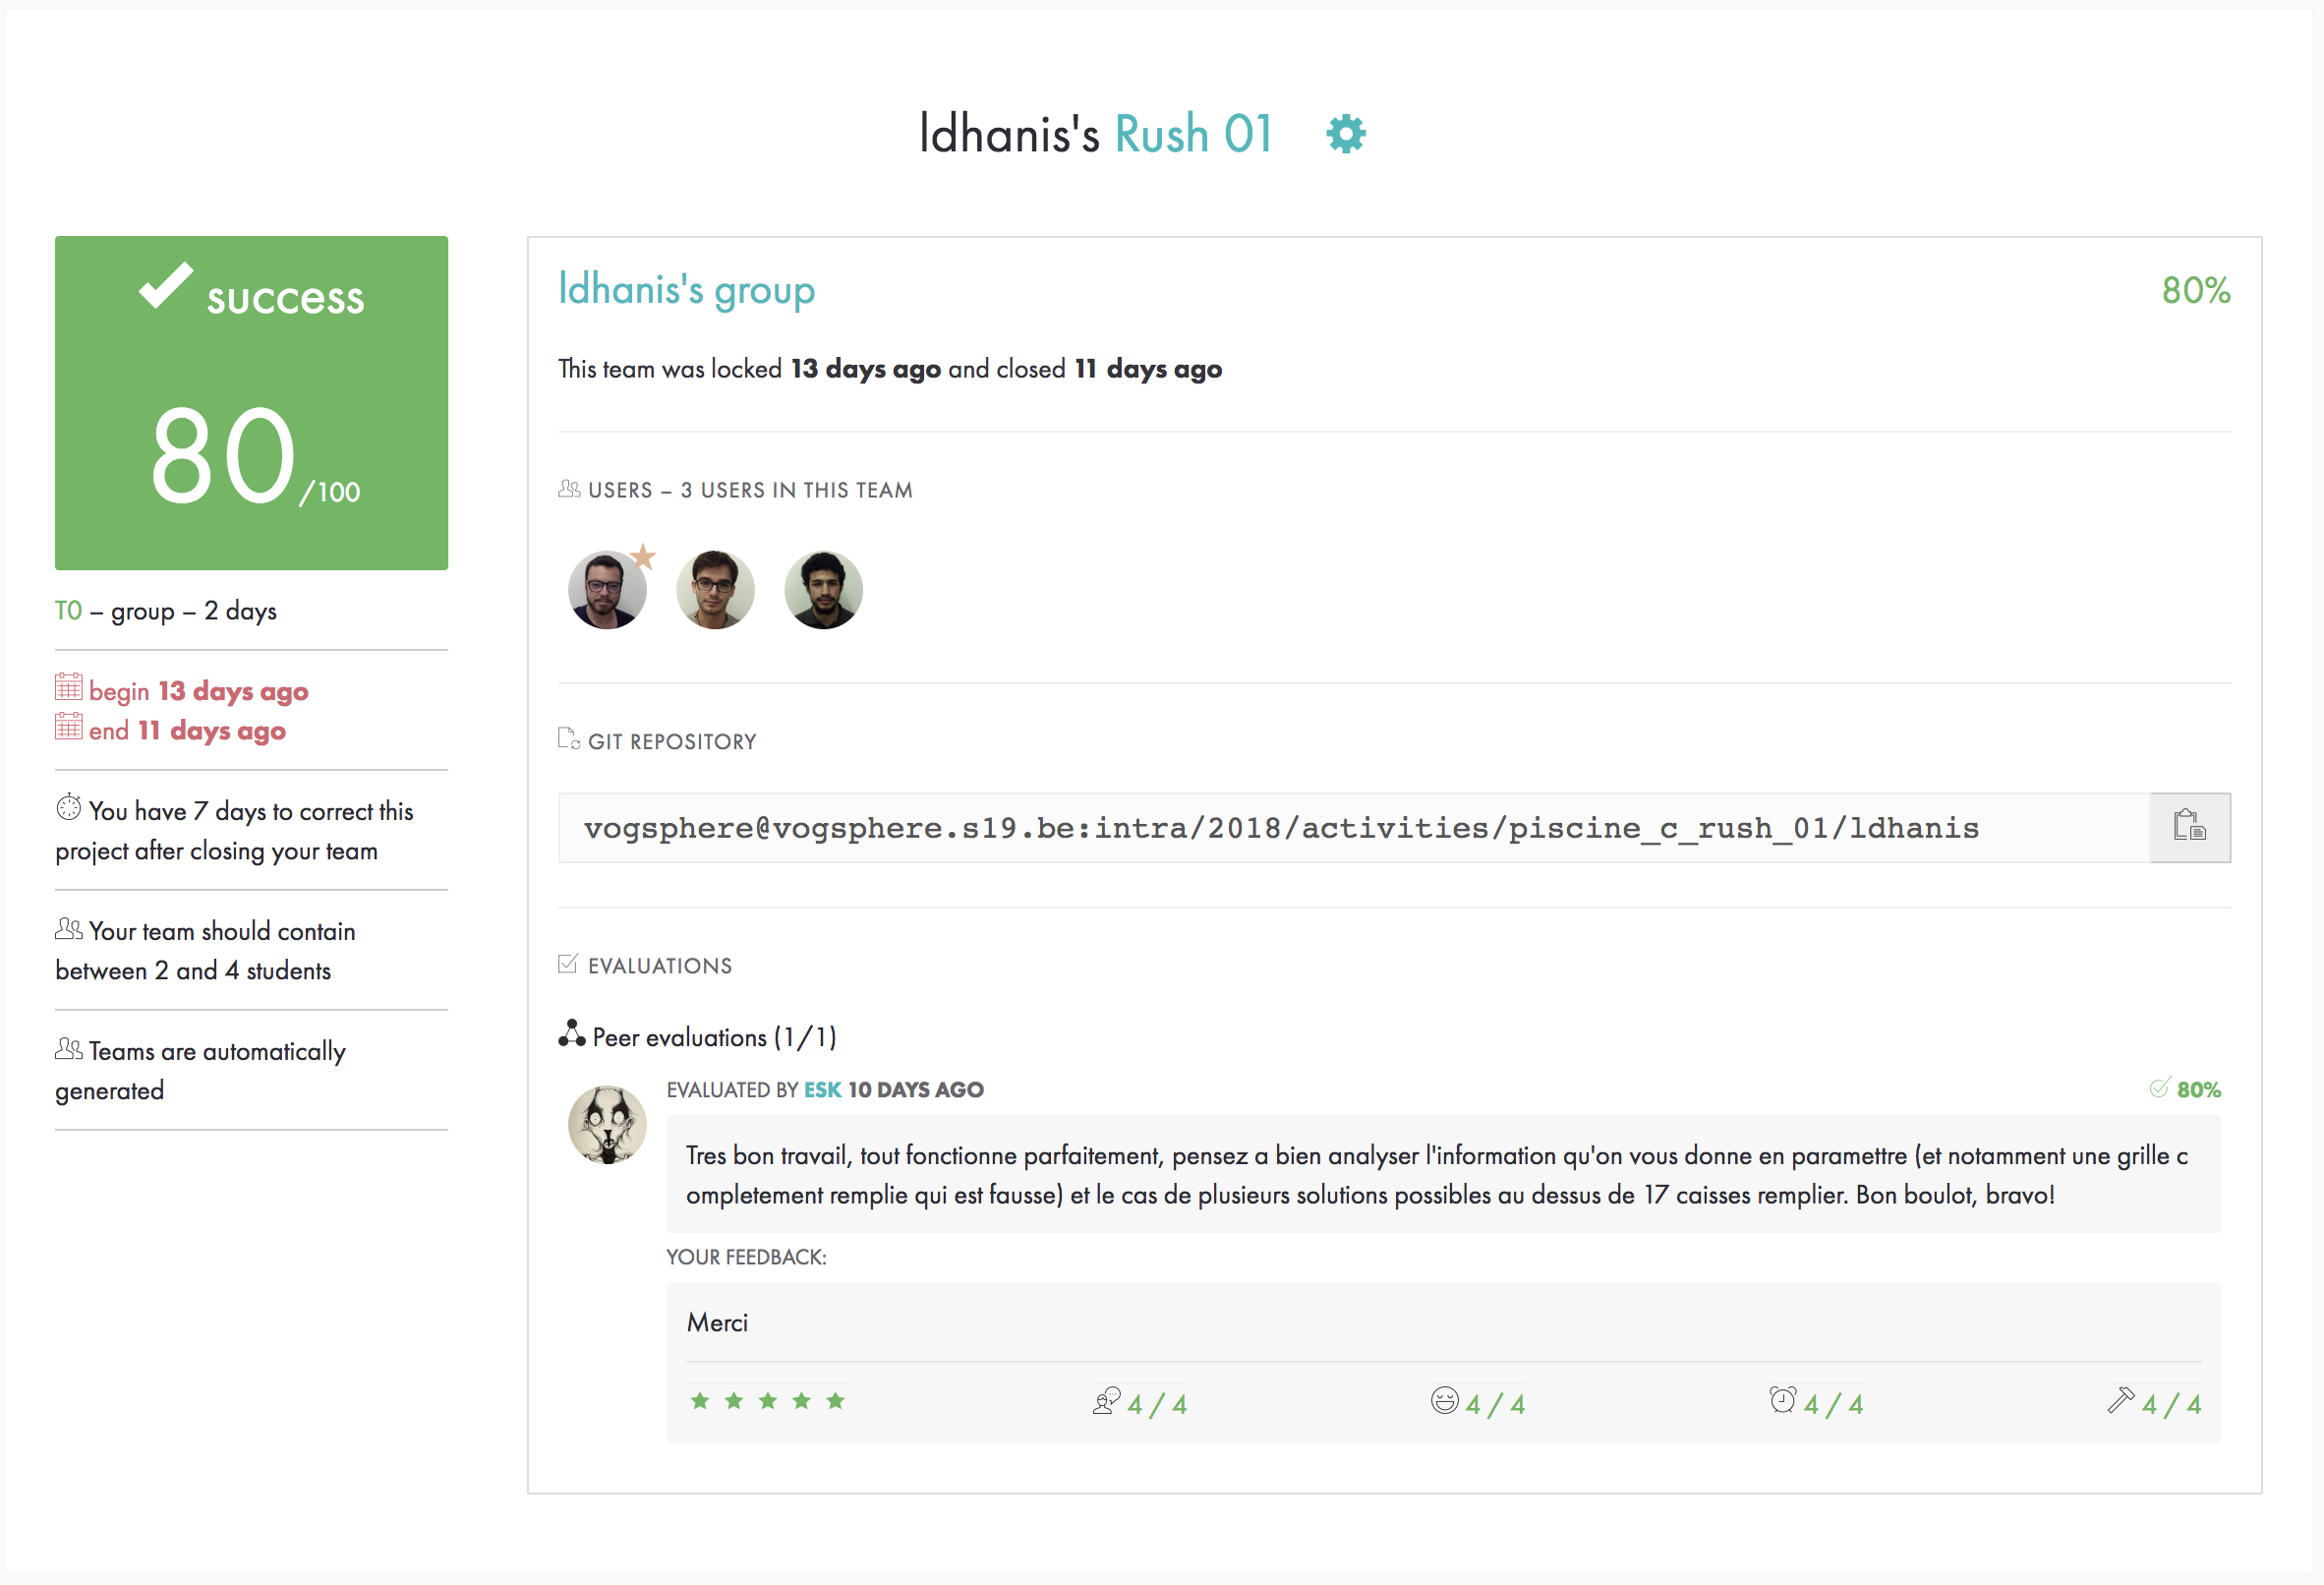 ldhanis's Rush 01
success
80/100
T0 – group – 2 days
begin 13 days ago
end 11 days ago
You have 7 days to correct this
project after closing your team
Your team should contain
between 2 and 4 students
Teams are automatically
generated
ldhanis's group 80%
This team was locked 13 days ago and closed 11 days ago
USERS – 3 USERS IN THIS TEAM
GIT REPOSITORY
vogsphere@vogsphere.s19.be:intra/2018/activities/piscine_c_rush_01/ldhanis
EVALUATIONS
Peer evaluations (1/1)
EVALUATED BY ESK 10 DAYS AGO 80%
Tres bon travail, tout fonctionne parfaitement, pensez a bien analyser l'information qu'on vous donne en paramettre (et notamment une grille c
ompletement remplie qui est fausse) et le cas de plusieurs solutions possibles au dessus de 17 caisses remplier. Bon boulot, bravo!
YOUR FEEDBACK:
Merci
4 / 4 4 / 4 4 / 4 4 / 4